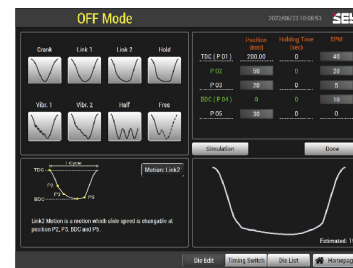 OFF Mode
2022/08/23 10:08:53
Crank Link 1 Link 2 Hold
Vibr. 1 Vibr. 2 Half Free
Position (mm) Holding Time (sec) SPM
TDC ( P 01 ) 200.00 0 40
P 02 50 0 20
P 03 20 0 5
BDC ( P 04 ) 0 0 10
P 05 30 0 0
Simulation Done
1 Cycle
TDC
P2
P3
P5
BDC
Motion: Link2
Link2 Motion is a motion which slide speed is changable at
position P2, P3, BDC and P5.
Estimated: 1
Die Edit Timing Switch Die List Homepag